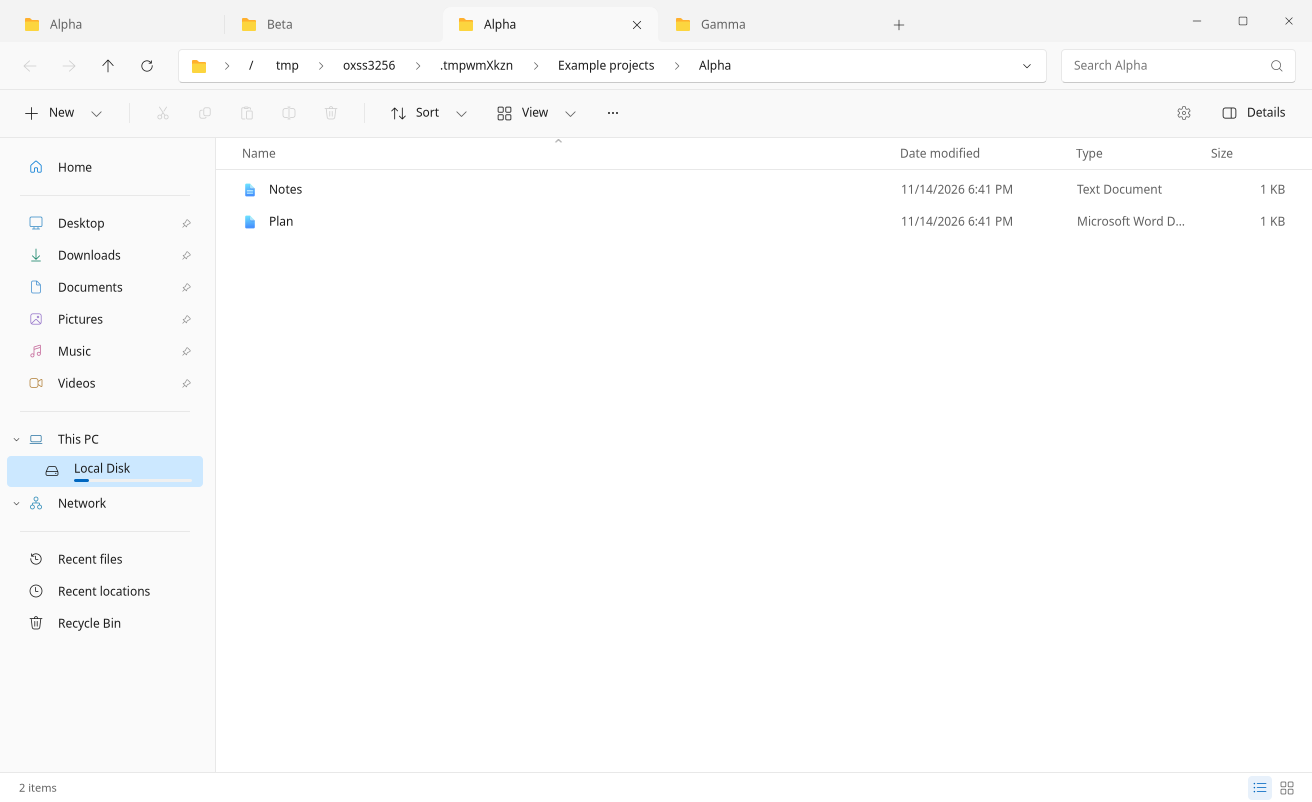 Alpha
Beta
Alpha
Gamma
/ tmp oxss3256 .tmpwmXkzn Example projects Alpha
Search Alpha
New
Sort
View
Details
Name Date modified Type Size
Notes 11/14/2026 6:41 PM Text Document 1 KB
Plan 11/14/2026 6:41 PM Microsoft Word D... 1 KB
Home
Desktop
Downloads
Documents
Pictures
Music
Videos
This PC
Local Disk
Network
Recent files
Recent locations
Recycle Bin
2 items